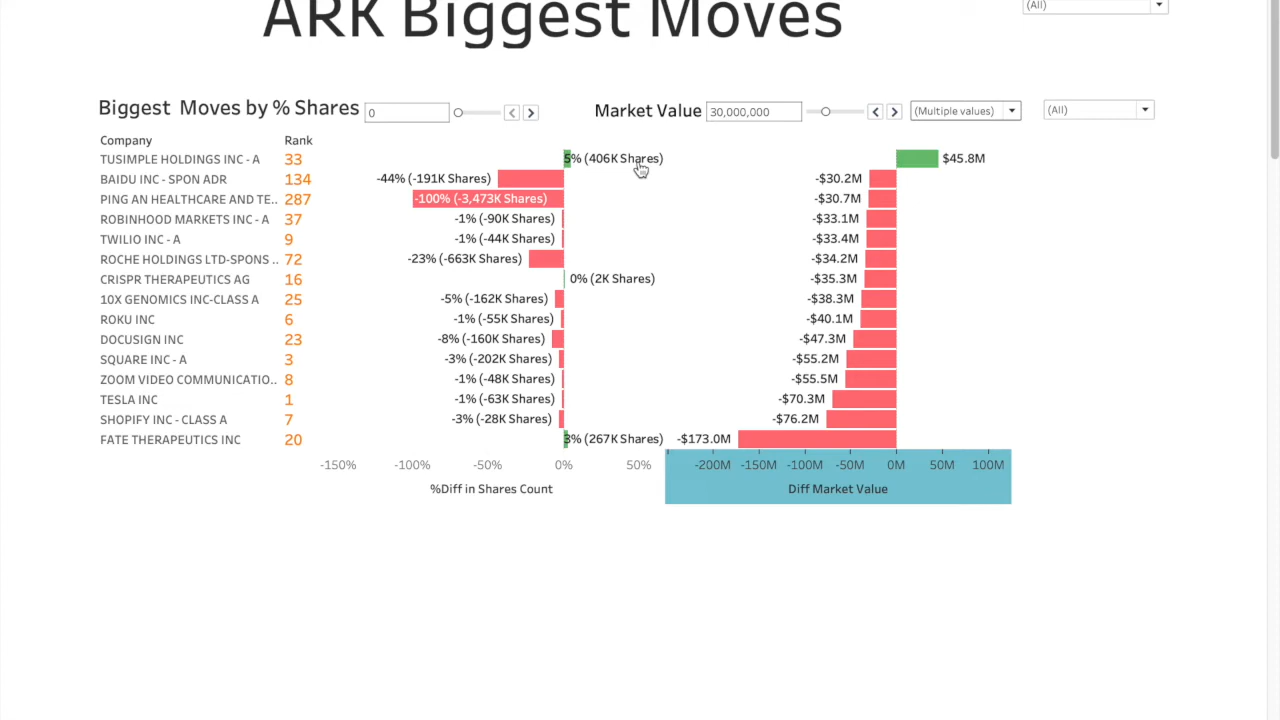 (All)
ARK Biggest Moves
Biggest Moves by % Shares 0 Market Value 30,000,000 (Multiple values) (All)
Company Rank
TUSIMPLE HOLDINGS INC - A 33 5% (406K Shares) $45.8M
BAIDU INC - SPON ADR 134 -44% (-191K Shares) -$30.2M
PING AN HEALTHCARE AND TE.. 287 -100% (-3,473K Shares) -$30.7M
ROBINHOOD MARKETS INC - A 37 -1% (-90K Shares) -$33.1M
TWILIO INC - A 9 -1% (-44K Shares) -$33.4M
ROCHE HOLDINGS LTD-SPONS .. 72 -23% (-663K Shares) -$34.2M
CRISPR THERAPEUTICS AG 16 0% (2K Shares) -$35.3M
10X GENOMICS INC-CLASS A 25 -5% (-162K Shares) -$38.3M
ROKU INC 6 -1% (-55K Shares) -$40.1M
DOCUSIGN INC 23 -8% (-160K Shares) -$47.3M
SQUARE INC - A 3 -3% (-202K Shares) -$55.2M
ZOOM VIDEO COMMUNICATIO.. 8 -1% (-48K Shares) -$55.5M
TESLA INC 1 -1% (-63K Shares) -$70.3M
SHOPIFY INC - CLASS A 7 -3% (-28K Shares) -$76.2M
FATE THERAPEUTICS INC 20 3% (267K Shares) -$173.0M
-150% -100% -50% 0% 50% -200M -150M -100M -50M 0M 50M 100M
%Diff in Shares Count Diff Market Value